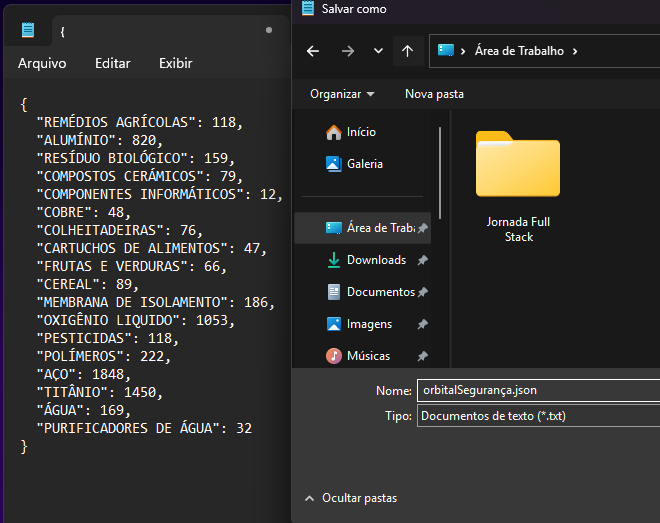 {
Arquivo Editar Exibir
{
"REMÉDIOS AGRÍCOLAS": 118,
"ALUMÍNIO": 820,
"RESÍDUO BIOLÓGICO": 159,
"COMPOSTOS CERÁMICOS": 79,
"COMPONENTES INFORMÁTICOS": 12,
"COBRE": 48,
"COLHEITADEIRAS": 76,
"CARTUCHOS DE ALIMENTOS": 47,
"FRUTAS E VERDURAS": 66,
"CEREAL": 89,
"MEMBRANA DE ISOLAMENTO": 186,
"OXIGÊNIO LIQUIDO": 1053,
"PESTICIDAS": 118,
"POLÍMEROS": 222,
"AÇO": 1848,
"TITÂNIO": 1450,
"ÁGUA": 169,
"PURIFICADORES DE ÁGUA": 32
}
Salvar como
Área de Trabalho
Organizar Nova pasta
Início
Galeria
Área de Traba
Downloads
Documentos
Imagens
Músicas
Jornada Full
Stack
Nome: orbitalSegurança.json
Tipo: Documentos de texto (*.txt)
Ocultar pastas